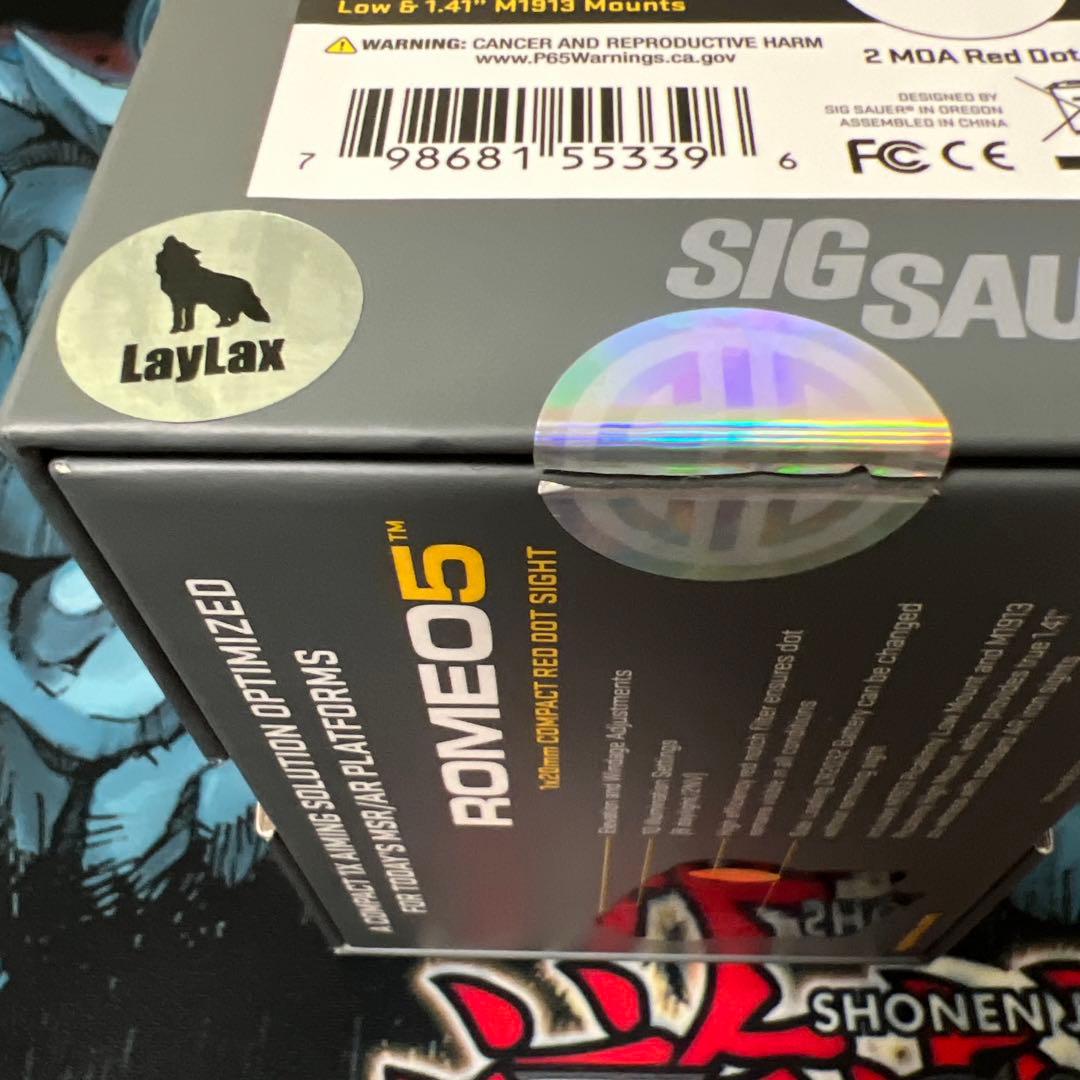 Low & 1.41" M1913 Mounts
WARNING: CANCER AND REPRODUCTIVE HARM
www.P65Warnings.ca.gov
2 MOA Red Dot
DESIGNED BY
SIG SAUER® IN OREGON
ASSEMBLED IN CHINA
7 98681 55339 6
FC CE
SIG SAU
LayLax
A COMPACT 1X AIMING SOLUTION OPTIMIZED
FOR TODAY'S MSR/AR PLATFORMS
ROMEO5™
1x20mm COMPACT RED DOT SIGHT
Elevation and Windage Adjustments
10 Illumination Settings
SHONEN J